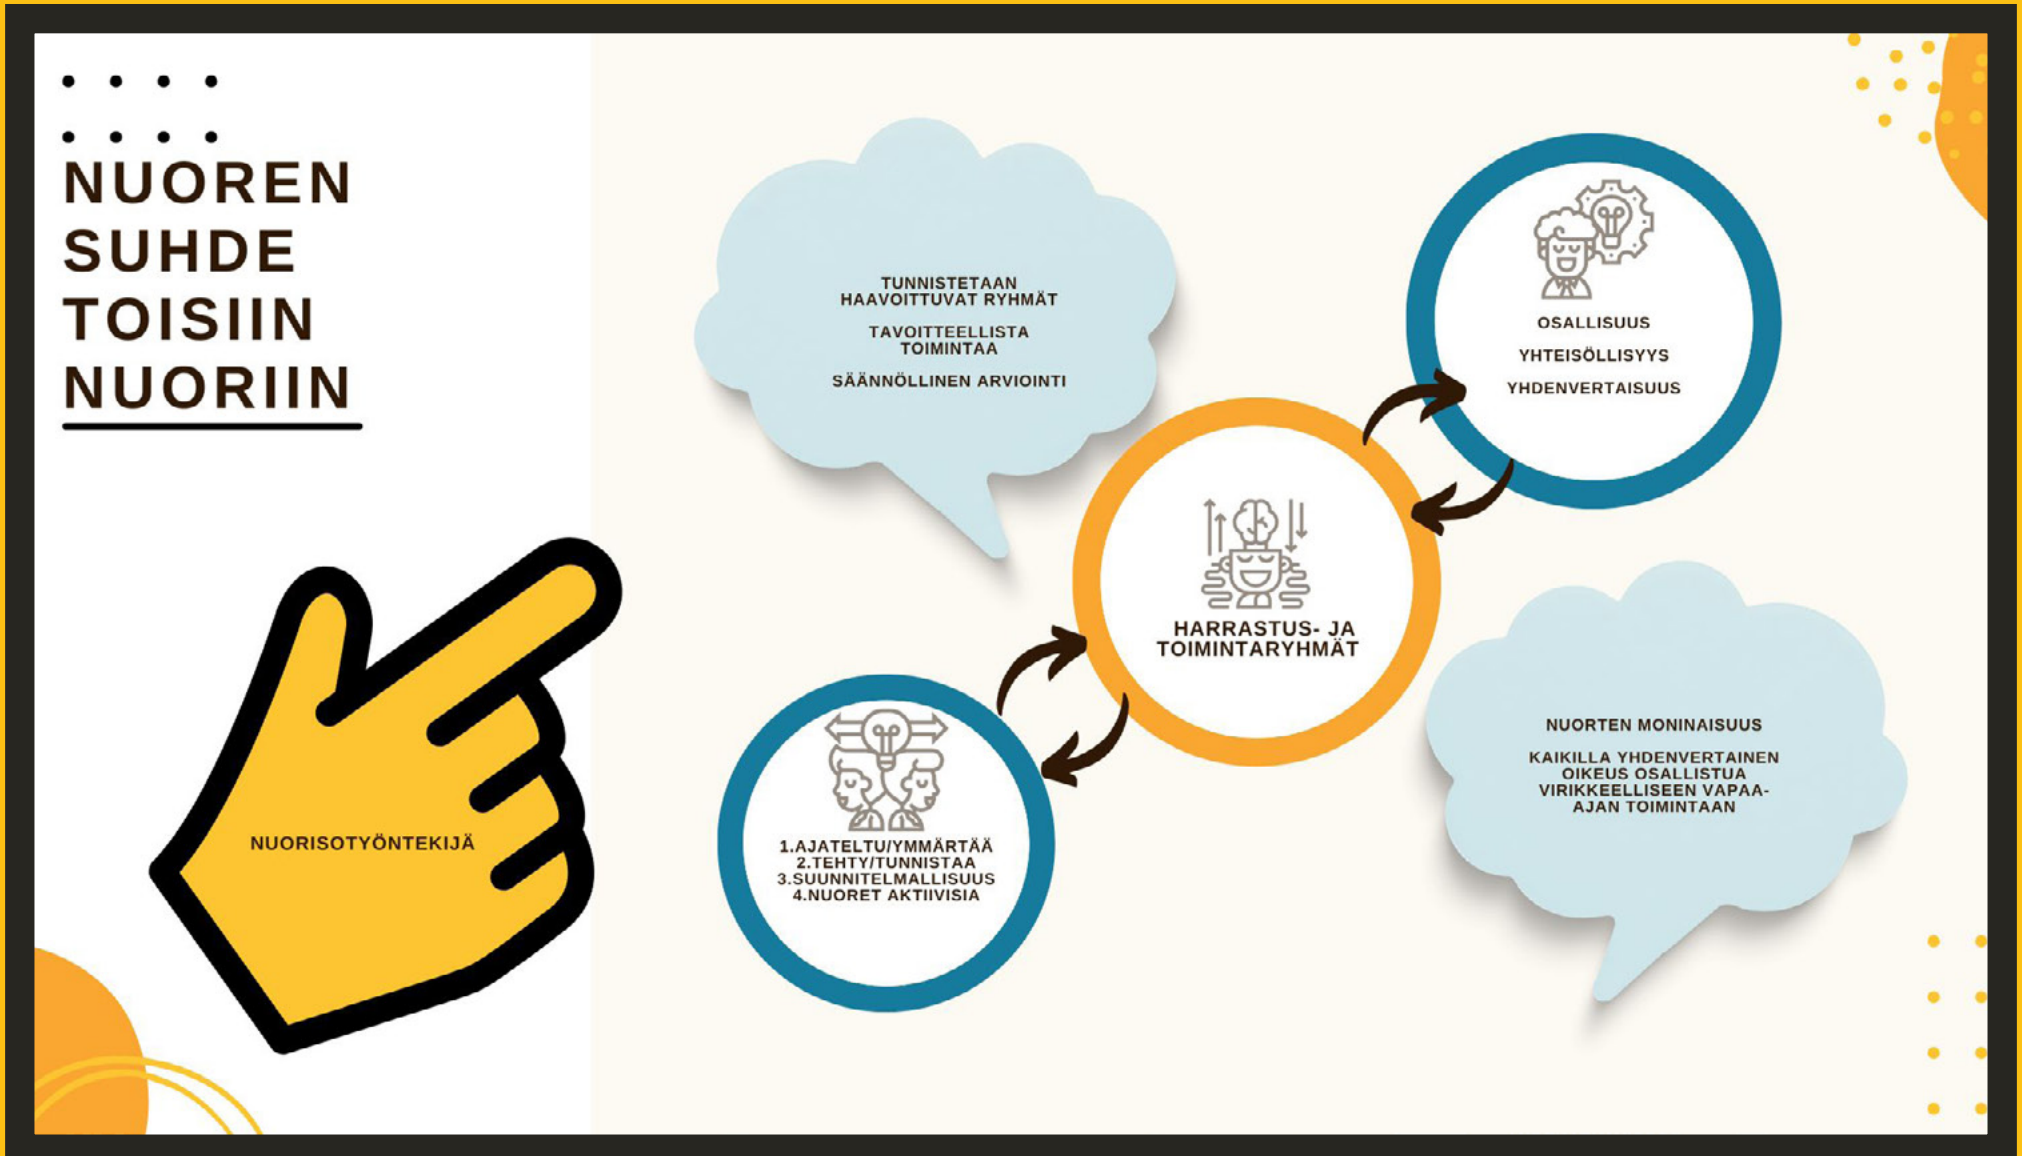 NUOREN
SUHDE
TOISIIN
NUORIIN
NUORISOTYÖNTEKIJÄ
TUNNISTETAAN
HAAVOITTUVAT RYHMÄT
TAVOITTEELLISTA
TOIMINTAA
SÄÄNNÖLLINEN ARVIOINTI
OSALLISUUS
YHTEISÖLLISYYS
YHDENVERTAISUUS
HARRASTUS- JA
TOIMINTARYHMÄT
1.AJATELTU/YMMÄRTÄÄ
2.TEHTY/TUNNISTAA
3.SUUNNITELMALLISUUS
4.NUORET AKTIIVISIA
NUORTEN MONINAISUUS
KAIKILLA YHDENVERTAINEN
OIKEUS OSALLISTUA
VIRIKKEELLISEEN VAPAA-
AJAN TOIMINTAAN